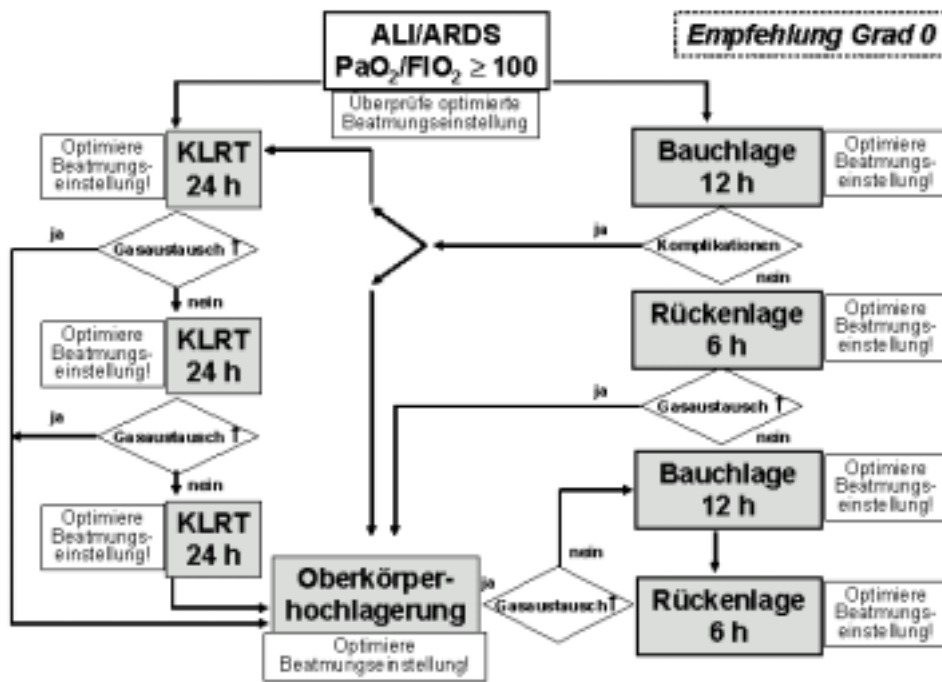 ALI/ARDS
PaO2/FIO2 ≥ 100
Empfehlung Grad 0
Überprüfe optimierte
Beatmungseinstellung
Optimiere
Beatmungs-
einstellung!
KLRT
24 h
Bauchlage
12 h
Optimiere
Beatmungs-
einstellung!
ja
Gasaustausch ↑
nein
ja
Komplikationen
nein
Optimiere
Beatmungs-
einstellung!
KLRT
24 h
Rückenlage
6 h
Optimiere
Beatmungs-
einstellung!
ja
Gasaustausch ↑
nein
ja
Gasaustausch ↑
nein
Optimiere
Beatmungs-
einstellung!
KLRT
24 h
Bauchlage
12 h
Optimiere
Beatmungs-
einstellung!
Oberkörper-
hochlagerung
Optimiere
Beatmungseinstellung!
ja
Gasaustausch ↑
nein
Rückenlage
6 h
Optimiere
Beatmungs-
einstellung!